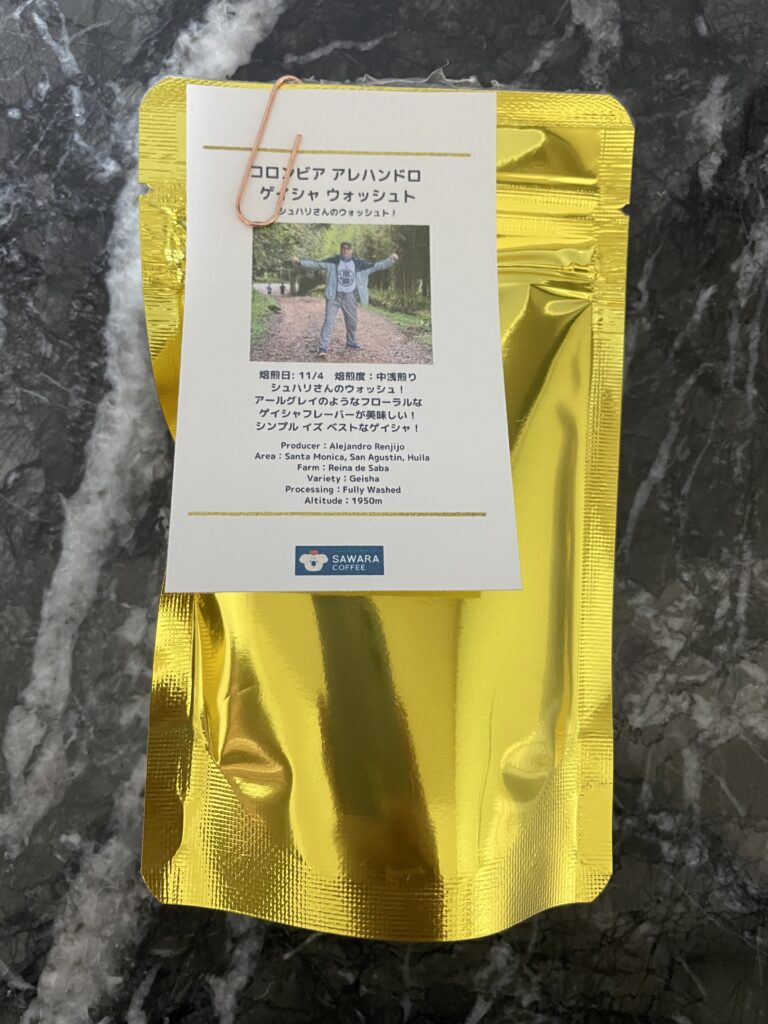 コロンビア アレハンドロ
ゲイシャ ウォッシュト
シュハリさんのウォッシュト！
焙煎日: 11/4　焙煎度：中浅煎り
シュハリさんのウォッシュ！
アールグレイのようなフローラルな
ゲイシャフレーバーが美味しい！
シンプル イズ ベストなゲイシャ！
Producer：Alejandro Renjijo
Area：Santa Monica, San Agustin, Huila
Farm：Reina de Saba
Variety：Geisha
Processing：Fully Washed
Altitude：1950m
SAWARA
COFFEE